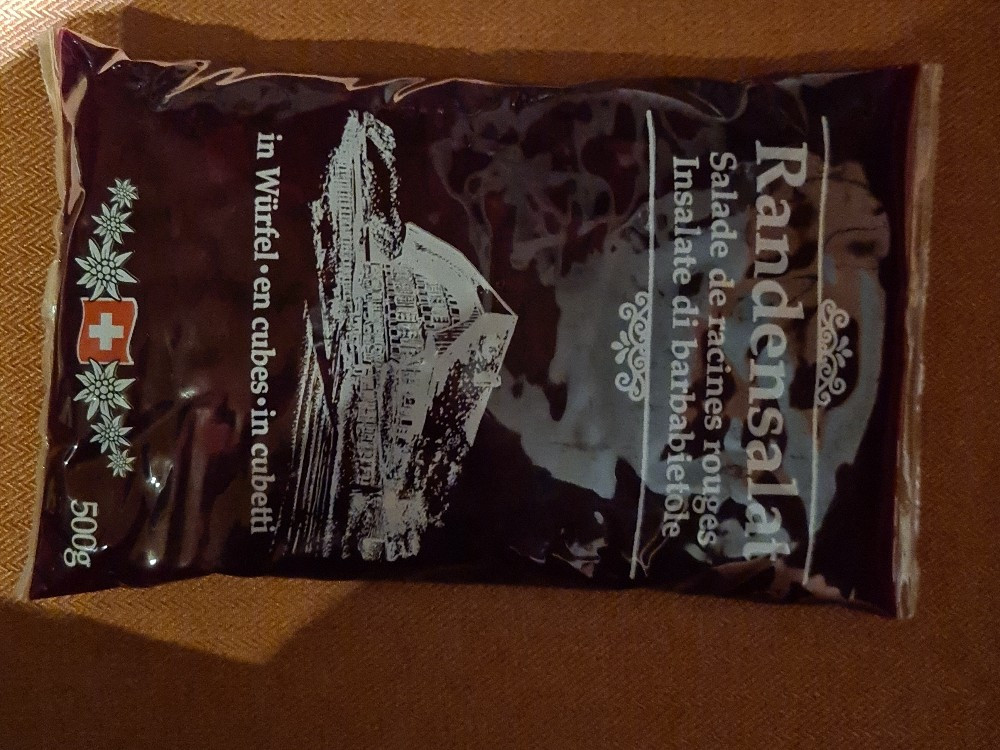 Randensalat
Salade de racines rouges
Insalate di barbabietole
in Würfel • en cubes • in cubetti
500g